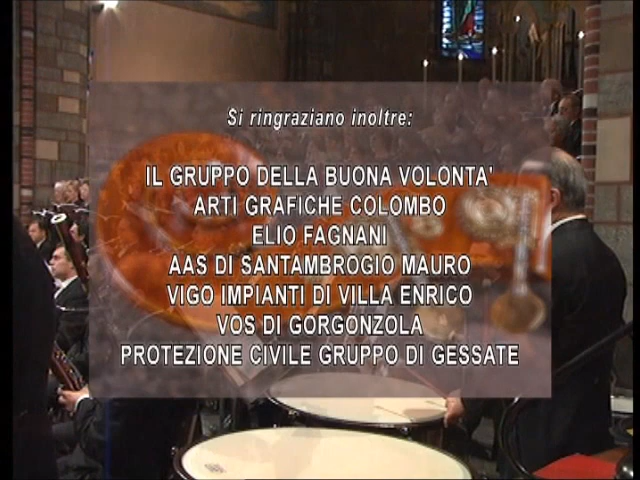 Si ringraziano inoltre:
IL GRUPPO DELLA BUONA VOLONTA'
ARTI GRAFICHE COLOMBO
ELIO FAGNANI
AAS DI SANTAMBROGIO MAURO
VIGO IMPIANTI DI VILLA ENRICO
VOS DI GORGONZOLA
PROTEZIONE CIVILE GRUPPO DI GESSATE